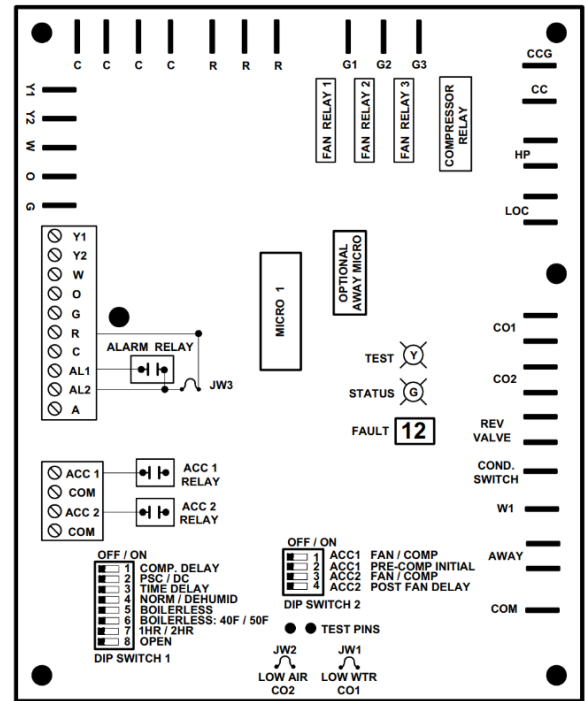 C C C C R R R G1 G2 G3
CCG
CC
HP
LOC
Y1
Y2
W
O
G
FAN RELAY 1
FAN RELAY 2
FAN RELAY 3
COMPRESSOR
RELAY
Y1
Y2
W
O
G
R
C
AL1
AL2
A
ALARM RELAY
JW3
MICRO 1
OPTIONAL
AWAY MICRO
TEST Y
STATUS G
FAULT 12
CO1
CO2
REV
VALVE
COND.
SWITCH
W1
AWAY
COM
ACC 1
COM
ACC 2
COM
ACC 1
RELAY
ACC 2
RELAY
OFF / ON
1 COMP. DELAY
2 PSC / DC
3 TIME DELAY
4 NORM / DEHUMID
5 BOILERLESS
6 BOILERLESS: 40F / 50F
7 1HR / 2HR
8 OPEN
DIP SWITCH 1
OFF / ON
1 ACC1 FAN / COMP
2 ACC1 PRE-COMP INITIAL
3 ACC2 FAN / COMP
4 ACC2 POST FAN DELAY
DIP SWITCH 2
TEST PINS
JW2
LOW AIR
CO2
JW1
LOW WTR
CO1